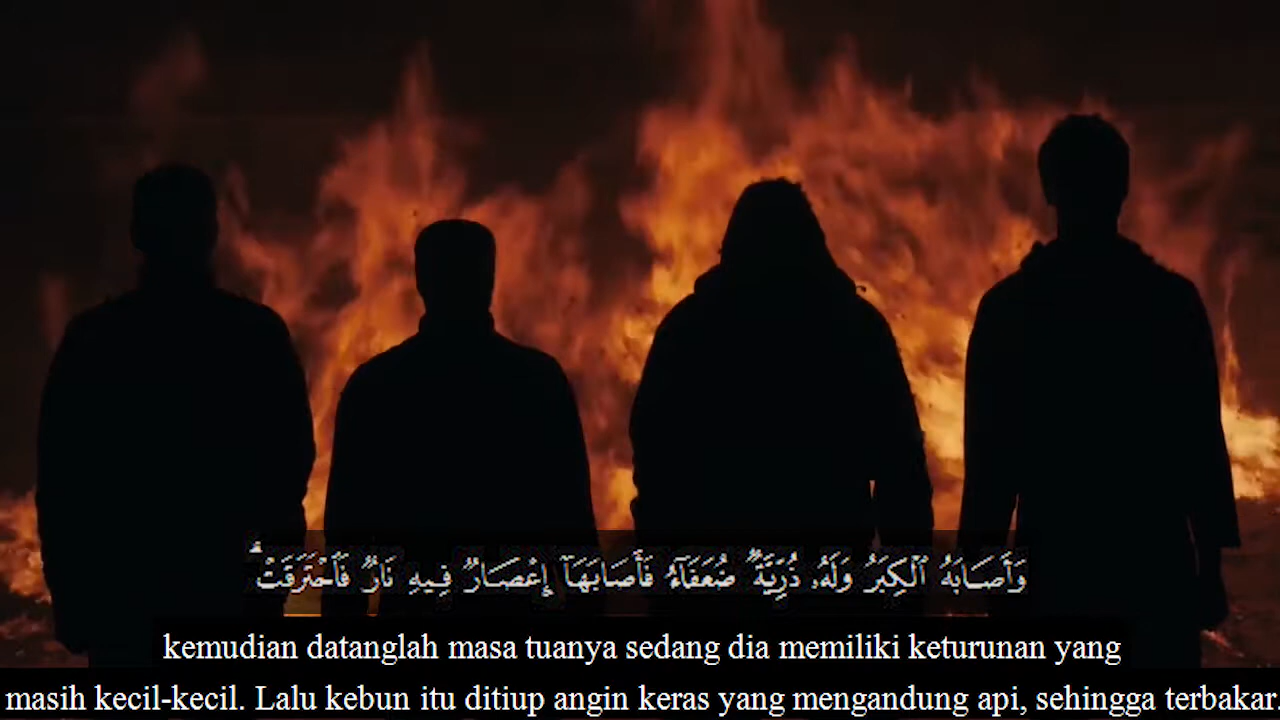 وَأَصَابَهُ ٱلْكِبَرُ وَلَهُۥ ذُرِّيَّةٌ ضُعَفَآءُ فَأَصَابَهَآ إِعْصَارٌ فِيهِ نَارٌ فَٱحْتَرَقَتْ ۗ
kemudian datanglah masa tuanya sedang dia memiliki keturunan yang
masih kecil-kecil. Lalu kebun itu ditiup angin keras yang mengandung api, sehingga terbakar.